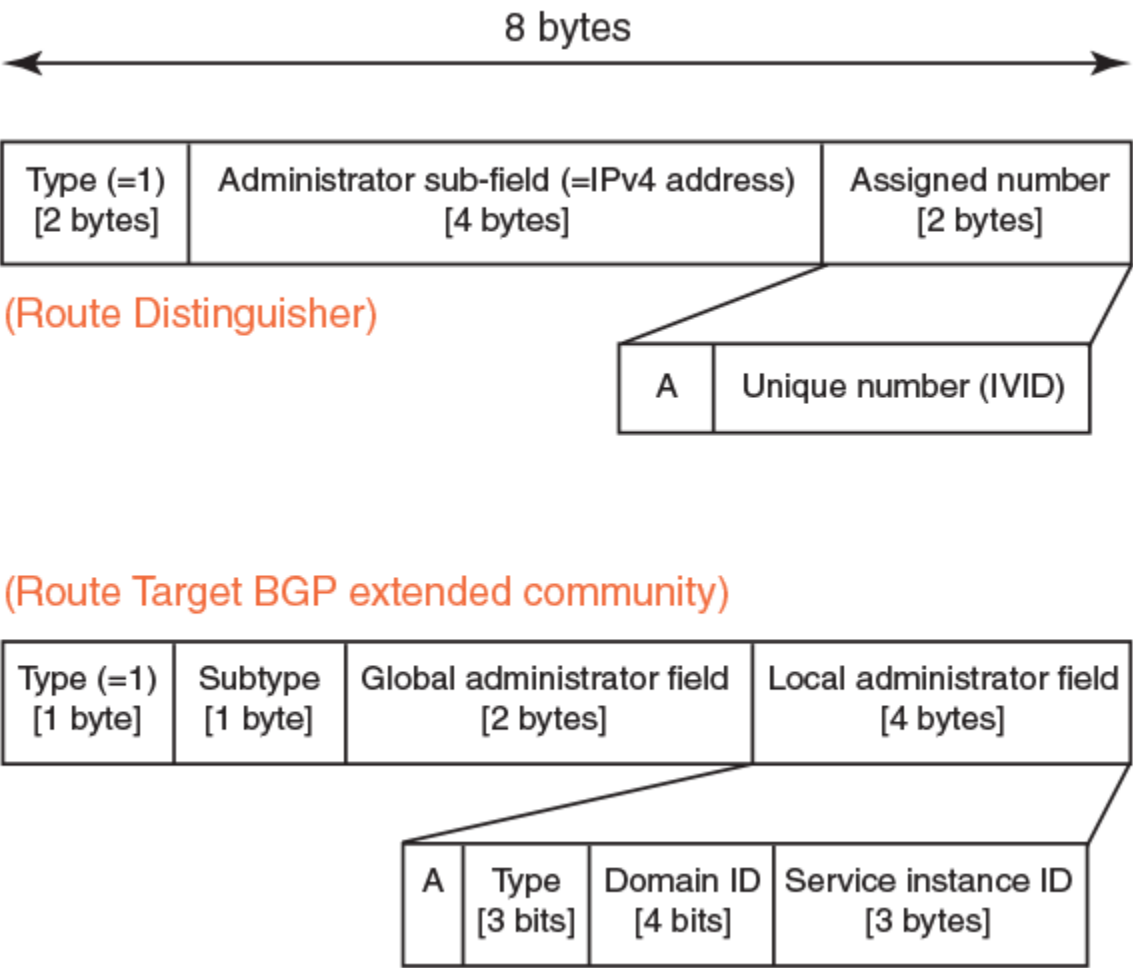 8 bytes
Type (=1)
[2 bytes]
Administrator sub-field (=IPv4 address)
[4 bytes]
Assigned number
[2 bytes]
(Route Distinguisher)
A
Unique number (IVID)
(Route Target BGP extended community)
Type (=1)
[1 byte]
Subtype
[1 byte]
Global administrator field
[2 bytes]
Local administrator field
[4 bytes]
A
Type
[3 bits]
Domain ID
[4 bits]
Service instance ID
[3 bytes]